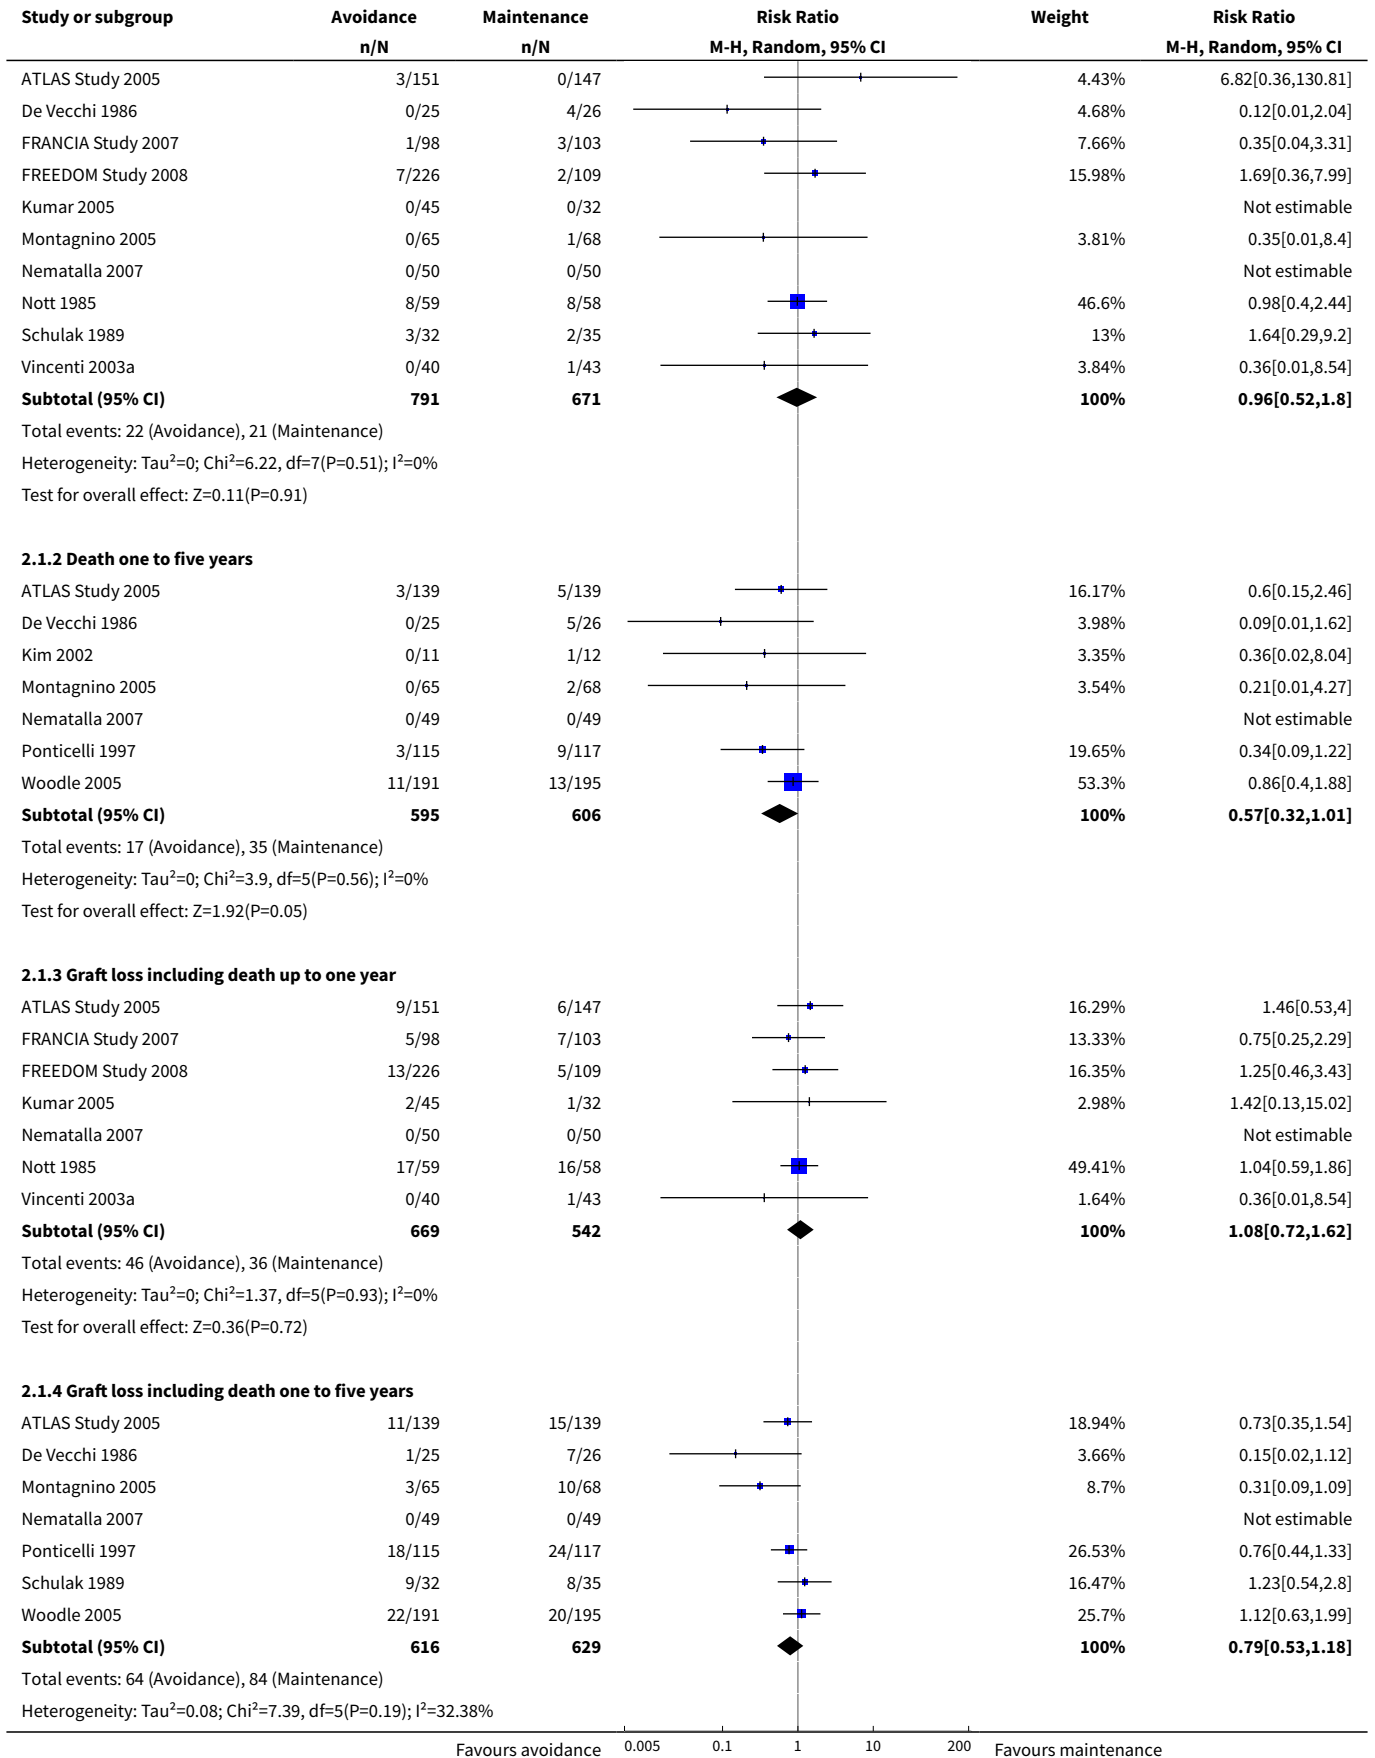 Study or subgroup Avoidance Maintenance Risk Ratio Weight Risk Ratio
n/N n/N M-H, Random, 95% CI M-H, Random, 95% CI
ATLAS Study 2005 3/151 0/147 4.43% 6.82[0.36,130.81]
De Vecchi 1986 0/25 4/26 4.68% 0.12[0.01,2.04]
FRANCIA Study 2007 1/98 3/103 7.66% 0.35[0.04,3.31]
FREEDOM Study 2008 7/226 2/109 15.98% 1.69[0.36,7.99]
Kumar 2005 0/45 0/32 Not estimable
Montagnino 2005 0/65 1/68 3.81% 0.35[0.01,8.4]
Nematalla 2007 0/50 0/50 Not estimable
Nott 1985 8/59 8/58 46.6% 0.98[0.4,2.44]
Schulak 1989 3/32 2/35 13% 1.64[0.29,9.2]
Vincenti 2003a 0/40 1/43 3.84% 0.36[0.01,8.54]
Subtotal (95% CI) 791 671 100% 0.96[0.52,1.8]
Total events: 22 (Avoidance), 21 (Maintenance)
Heterogeneity: Tau²=0; Chi²=6.22, df=7(P=0.51); I²=0%
Test for overall effect: Z=0.11(P=0.91)
2.1.2 Death one to five years
ATLAS Study 2005 3/139 5/139 16.17% 0.6[0.15,2.46]
De Vecchi 1986 0/25 5/26 3.98% 0.09[0.01,1.62]
Kim 2002 0/11 1/12 3.35% 0.36[0.02,8.04]
Montagnino 2005 0/65 2/68 3.54% 0.21[0.01,4.27]
Nematalla 2007 0/49 0/49 Not estimable
Ponticelli 1997 3/115 9/117 19.65% 0.34[0.09,1.22]
Woodle 2005 11/191 13/195 53.3% 0.86[0.4,1.88]
Subtotal (95% CI) 595 606 100% 0.57[0.32,1.01]
Total events: 17 (Avoidance), 35 (Maintenance)
Heterogeneity: Tau²=0; Chi²=3.9, df=5(P=0.56); I²=0%
Test for overall effect: Z=1.92(P=0.05)
2.1.3 Graft loss including death up to one year
ATLAS Study 2005 9/151 6/147 16.29% 1.46[0.53,4]
FRANCIA Study 2007 5/98 7/103 13.33% 0.75[0.25,2.29]
FREEDOM Study 2008 13/226 5/109 16.35% 1.25[0.46,3.43]
Kumar 2005 2/45 1/32 2.98% 1.42[0.13,15.02]
Nematalla 2007 0/50 0/50 Not estimable
Nott 1985 17/59 16/58 49.41% 1.04[0.59,1.86]
Vincenti 2003a 0/40 1/43 1.64% 0.36[0.01,8.54]
Subtotal (95% CI) 669 542 100% 1.08[0.72,1.62]
Total events: 46 (Avoidance), 36 (Maintenance)
Heterogeneity: Tau²=0; Chi²=1.37, df=5(P=0.93); I²=0%
Test for overall effect: Z=0.36(P=0.72)
2.1.4 Graft loss including death one to five years
ATLAS Study 2005 11/139 15/139 18.94% 0.73[0.35,1.54]
De Vecchi 1986 1/25 7/26 3.66% 0.15[0.02,1.12]
Montagnino 2005 3/65 10/68 8.7% 0.31[0.09,1.09]
Nematalla 2007 0/49 0/49 Not estimable
Ponticelli 1997 18/115 24/117 26.53% 0.76[0.44,1.33]
Schulak 1989 9/32 8/35 16.47% 1.23[0.54,2.8]
Woodle 2005 22/191 20/195 25.7% 1.12[0.63,1.99]
Subtotal (95% CI) 616 629 100% 0.79[0.53,1.18]
Total events: 64 (Avoidance), 84 (Maintenance)
Heterogeneity: Tau²=0.08; Chi²=7.39, df=5(P=0.19); I²=32.38%
Favours avoidance 0.005 0.1 1 10 200 Favours maintenance